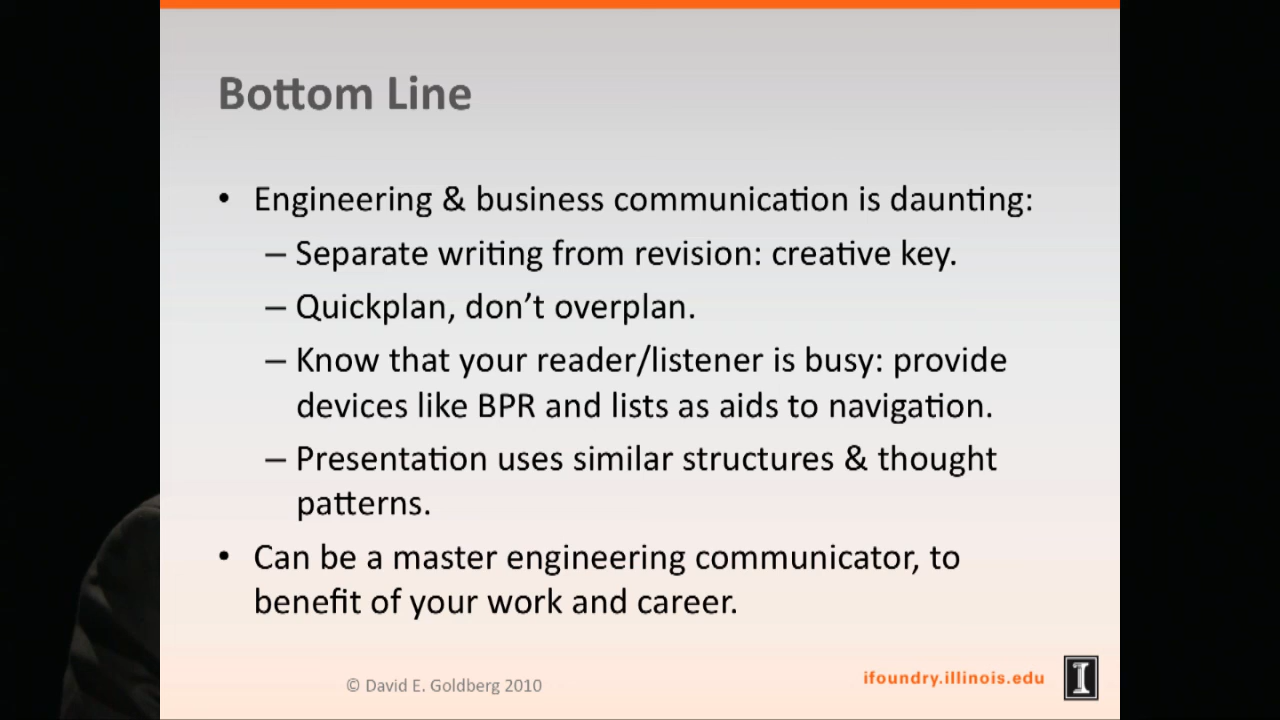 Bottom Line
• Engineering & business communication is daunting:
– Separate writing from revision: creative key.
– Quickplan, don’t overplan.
– Know that your reader/listener is busy: provide
devices like BPR and lists as aids to navigation.
– Presentation uses similar structures & thought
patterns.
• Can be a master engineering communicator, to
benefit of your work and career.
© David E. Goldberg 2010
ifoundry.illinois.edu
I